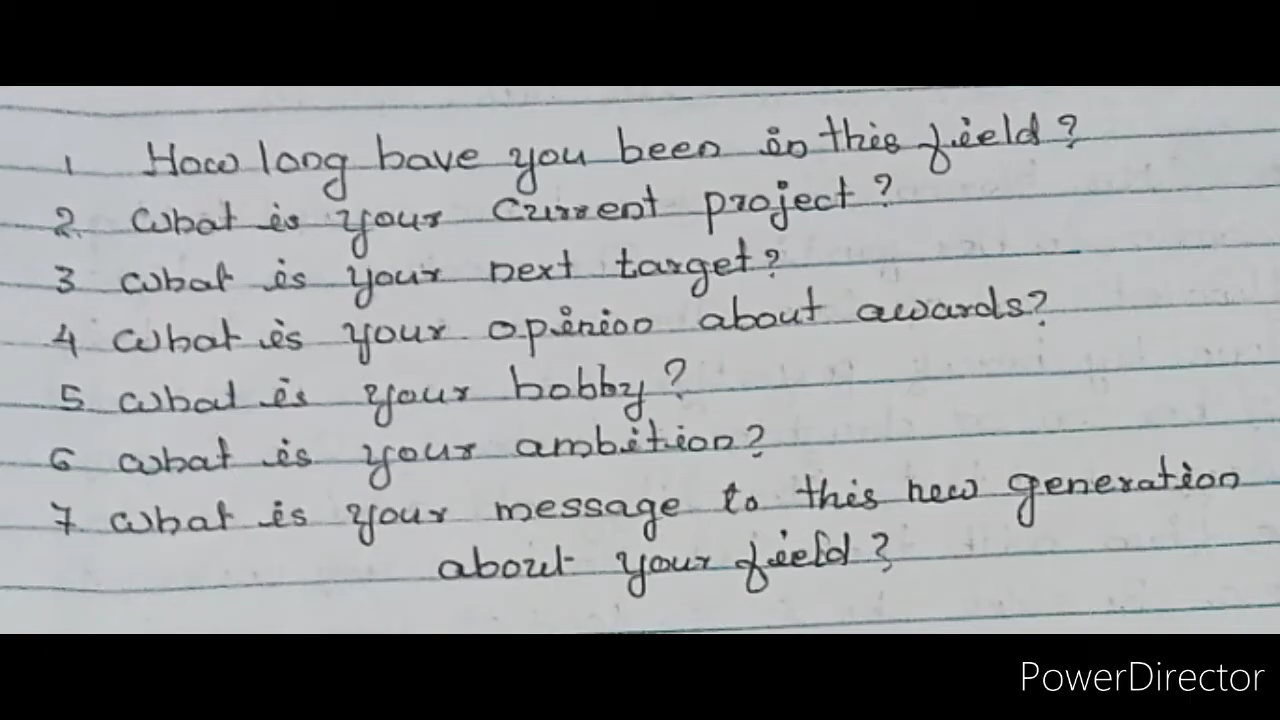 1 How long have you been in this field?
2. What is your current project?
3 What is your next target?
4 What is your opinion about awards?
5 What is your hobby?
6 What is your ambition?
7 What is your message to this new generation
about your field?
PowerDirector